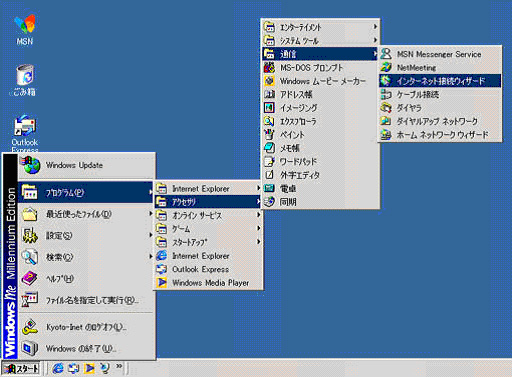 MSN
ごみ箱
Outlook
Express
Windows Me Millennium Edition
Windows Update
プログラム(P)
最近使ったファイル(D)
設定(S)
検索(C)
ヘルプ(H)
ファイル名を指定して実行(R)...
Kyoto-Inet のログオフ(L)...
Windows の終了(U)...
Internet Explorer
アクセサリ
オンライン サービス
ゲーム
スタートアップ
Internet Explorer
Outlook Express
Windows Media Player
エンターテイメント
システム ツール
通信
MS-DOS プロンプト
Windows ムービー メーカー
アドレス帳
イメージング
エクスプローラ
ペイント
メモ帳
ワードパッド
外字エディタ
電卓
同期
MSN Messenger Service
NetMeeting
インターネット接続ウィザード
ケーブル接続
ダイヤラ
ダイヤルアップ ネットワーク
ホーム ネットワーク ウィザード
スタート